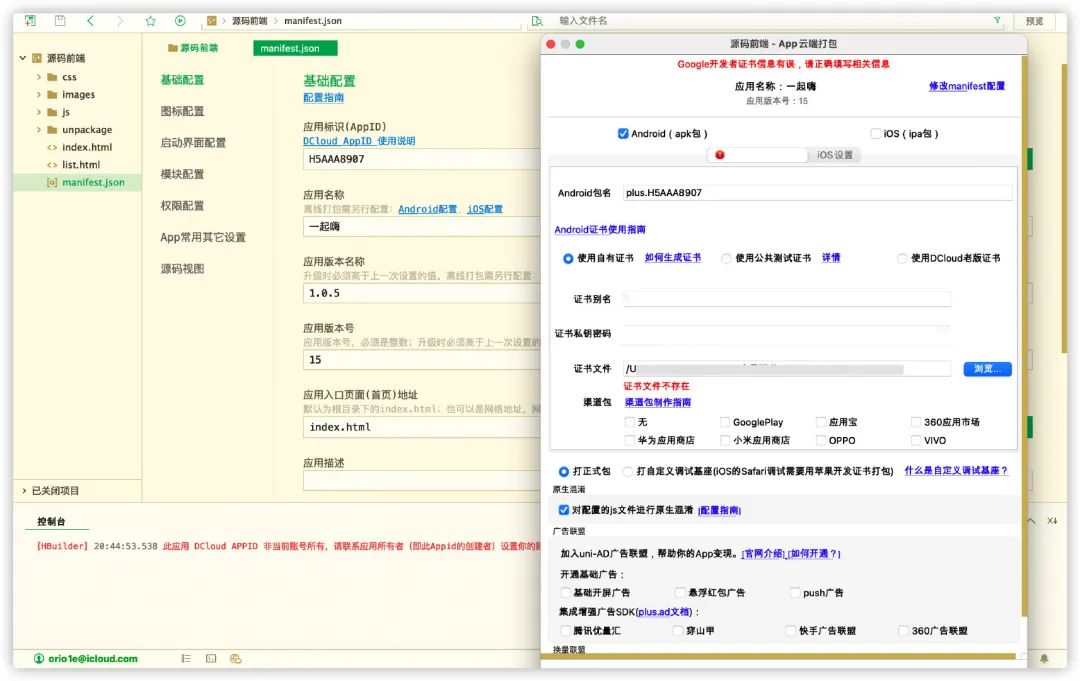 源码前端 > manifest.json
输入文件名
预览
源码前端
css
images
js
unpackage
index.html
list.html
manifest.json
已关闭项目
源码前端
manifest.json
基础配置
图标配置
启动界面配置
模块配置
权限配置
App常用其它设置
源码视图
基础配置
配置指南
应用标识(AppID)
DCloud AppID 使用说明
H5AAA8907
应用名称
离线打包需另行配置：Android配置、iOS配置
一起嗨
应用版本名称
升级时必须高于上一次设置的值。离线打包需另行配置：
1.0.5
应用版本号
应用版本号，必须是整数；升级时必须高于上一次设置的
15
应用入口页面(首页)地址
默认为根目录下的index.html；也可以是网络地址，网
index.html
应用描述
源码前端 - App云端打包
Google开发者证书信息有误，请正确填写相关信息
应用名称：一起嗨
修改manifest配置
应用版本号：15
Android（apk包）
iOS（ipa包）
iOS设置
Android包名
plus.H5AAA8907
Android证书使用指南
使用自有证书 如何生成证书
使用公共测试证书 详情
使用DCloud老版证书
证书别名
证书私钥密码
证书文件
/U
浏览...
证书文件不存在
渠道包
渠道包制作指南
无
GooglePlay
应用宝
360应用市场
华为应用商店
小米应用商店
OPPO
VIVO
打正式包
打自定义调试基座(iOS的Safari调试需要用苹果开发证书打包)
什么是自定义调试基座？
原生混淆
对配置的js文件进行原生混淆 [配置指南]
广告联盟
加入uni-AD广告联盟，帮助你的App变现。[官网介绍] [如何开通？]
开通基础广告：
基础开屏广告
悬浮红包广告
push广告
集成增强广告SDK(plus.ad文档)：
腾讯优量汇
穿山甲
快手广告联盟
360广告联盟
换量联盟
控制台
[HBuilder] 20:44:53.538 此应用 DCloud APPID 非当前账号所有，请联系应用所有者（即此Appid的创建者）设置你的
orio1e@icloud.com